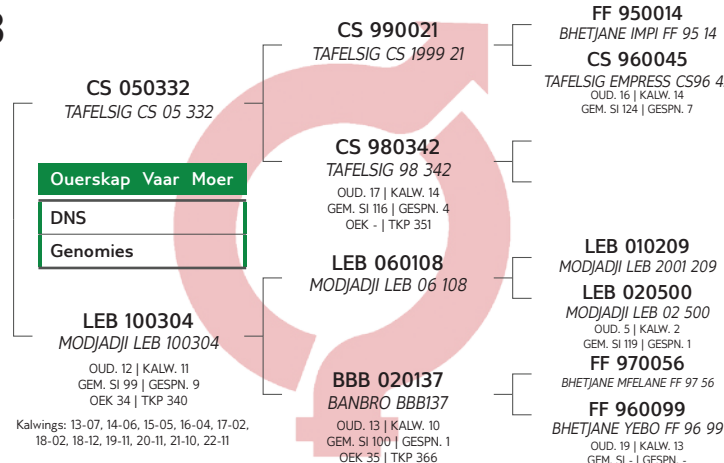 3
CS 050332
TAFELSIG CS 05 332
Ouerskap Vaar Moer
DNS
Genomies
LEB 100304
MODJADJI LEB 100304
OUD. 12 | KALW. 11
GEM. SI 99 | GESPN. 9
OEK 34 | TKP 340
Kalwings: 13-07, 14-06, 15-05, 16-04, 17-02,
18-02, 18-12, 19-11, 20-11, 21-10, 22-11
CS 990021
TAFELSIG CS 1999 21
CS 980342
TAFELSIG 98 342
OUD. 17 | KALW. 14
GEM. SI 116 | GESPN. 4
OEK - | TKP 351
LEB 060108
MODJADJI LEB 06 108
BBB 020137
BANBRO BBB137
OUD. 13 | KALW. 10
GEM. SI 100 | GESPN. 1
OEK 35 | TKP 366
FF 950014
BHETJANE IMPI FF 95 14
CS 960045
TAFELSIG EMPRESS CS96 4
OUD. 16 | KALW. 14
GEM. SI 124 | GESPN. 7
LEB 010209
MODJADJI LEB 2001 209
LEB 020500
MODJADJI LEB 02 500
OUD. 5 | KALW. 2
GEM. SI 119 | GESPN. 1
FF 970056
BHETJANE MFELANE FF 97 56
FF 960099
BHETJANE YEBO FF 96 99
OUD. 19 | KALW. 13
GEM. SI - | GESPN. -